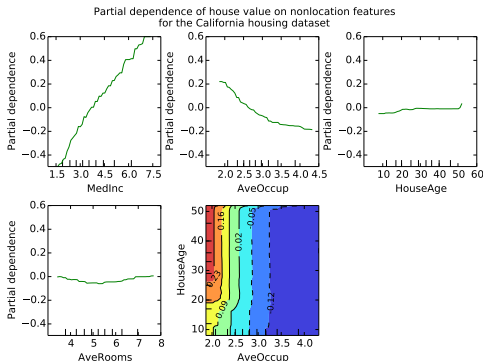 Partial dependence of house value on nonlocation features
for the California housing dataset
0.6
0.4
0.2
0.0
−0.2
−0.4
Partial dependence
1.5 3.0 4.5 6.0 7.5
MedInc
0.6
0.4
0.2
0.0
−0.2
−0.4
Partial dependence
2.0 2.5 3.0 3.5 4.0 4.5
AveOccup
0.6
0.4
0.2
0.0
−0.2
−0.4
Partial dependence
10 20 30 40 50 60
HouseAge
0.6
0.4
0.2
0.0
−0.2
−0.4
Partial dependence
4 5 6 7 8
AveRooms
50
40
30
20
10
HouseAge
0.16
-0.05
0.02
0.23
0.09
-0.12
2.0 2.5 3.0 3.5 4.0
AveOccup